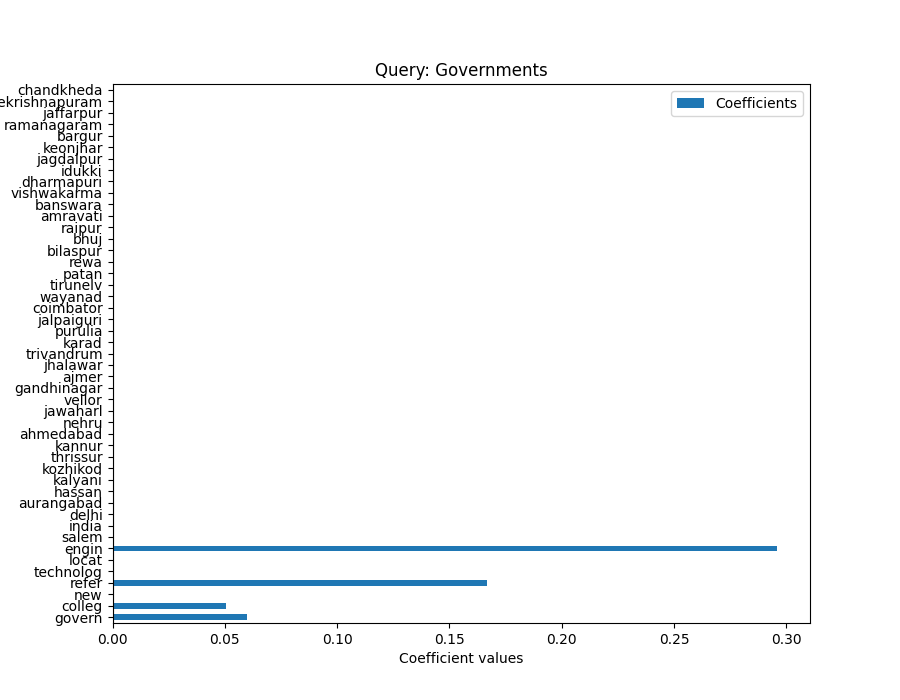 Query: Governments
Coefficients
chandkheda
ekrishnapuram
jaffarpur
ramanagaram
bargur
keonjhar
jagdalpur
idukki
dharmapuri
vishwakarma
banswara
amravati
raipur
bhuj
bilaspur
rewa
patan
tirunelv
wayanad
coimbator
jalpaiguri
purulia
karad
trivandrum
jhalawar
ajmer
gandhinagar
vellor
jawaharl
nehru
ahmedabad
kannur
thrissur
kozhikod
kalyani
hassan
aurangabad
delhi
india
salem
engin
locat
technolog
refer
new
colleg
govern
0.00 0.05 0.10 0.15 0.20 0.25 0.30
Coefficient values